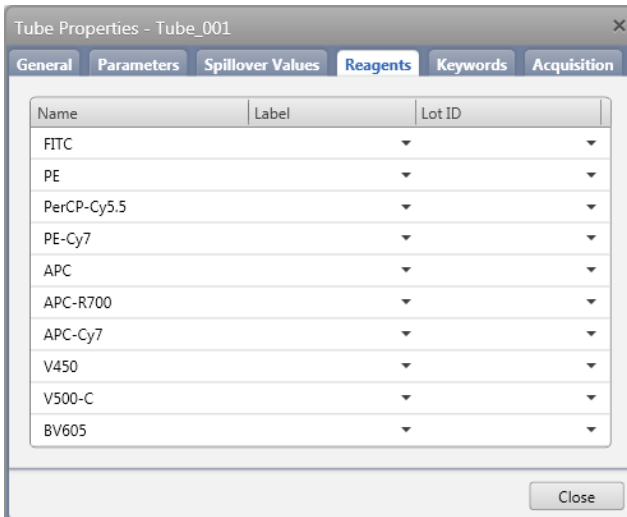 Tube Properties - Tube_001
General Parameters Spillover Values Reagents Keywords Acquisition
Name Label Lot ID
FITC
PE
PerCP-Cy5.5
PE-Cy7
APC
APC-R700
APC-Cy7
V450
V500-C
BV605
Close